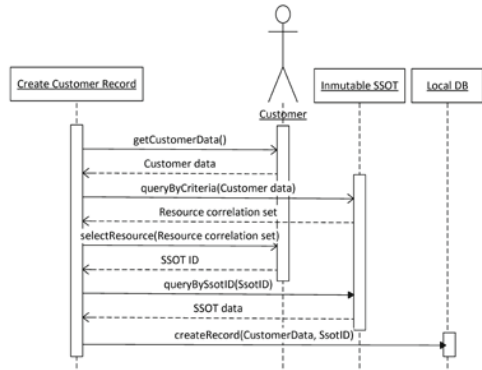 Create Customer Record
Customer
Inmutable SSOT
Local DB
getCustomerData()
Customer data
queryByCriteria(Customer data)
Resource correlation set
selectResource(Resource correlation set)
SSOT ID
queryBySsotID(SsotID)
SSOT data
createRecord(CustomerData, SsotID)